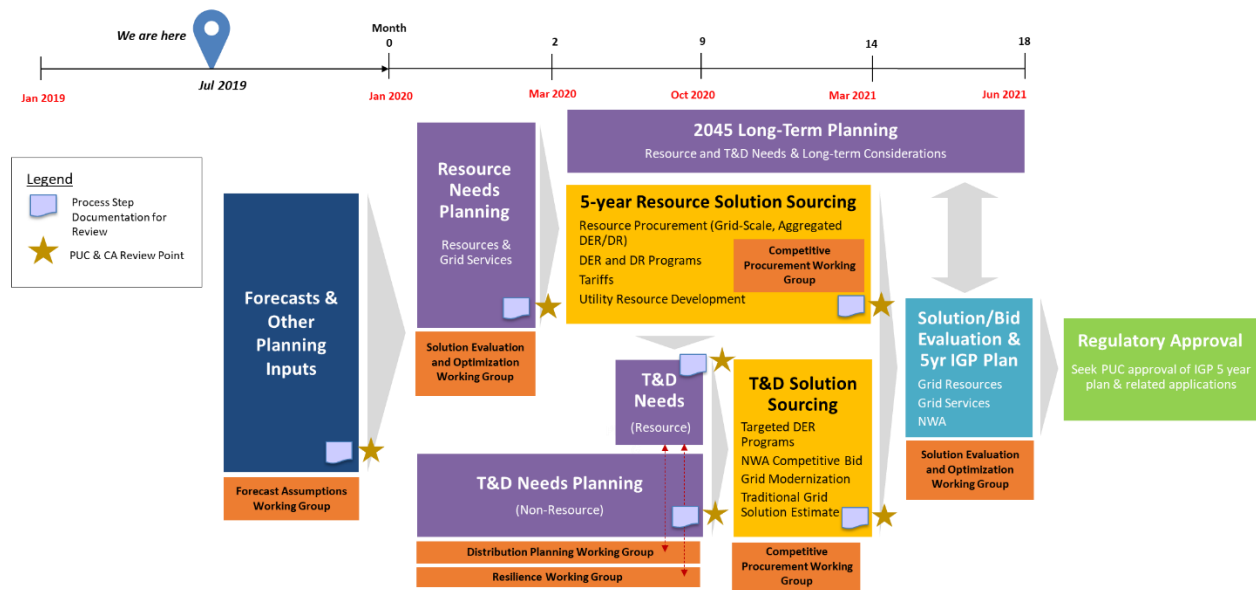 We are here
Month
0
2
9
14
18
Jul 2019
Jan 2019
Jan 2020
Mar 2020
Oct 2020
Mar 2021
Jun 2021
2045 Long-Term Planning
Resource and T&D Needs & Long-term Considerations
Legend
Process Step
Documentation for
Review
PUC & CA Review Point
Forecasts &
Other
Planning
Inputs
Forecast Assumptions
Working Group
Resource
Needs
Planning
Resources &
Grid Services
Solution Evaluation
and Optimization
Working Group
5-year Resource Solution Sourcing
Resource Procurement (Grid-Scale, Aggregated
DER/DR)
DER and DR Programs
Tariffs
Utility Resource Development
Competitive
Procurement Working
Group
T&D
Needs
(Resource)
T&D Needs Planning
(Non-Resource)
Distribution Planning Working Group
Resilience Working Group
T&D Solution
Sourcing
Targeted DER
Programs
NWA Competitive Bid
Grid Modernization
Traditional Grid
Solution Estimate
Competitive
Procurement Working
Group
Solution/Bid
Evaluation &
5yr IGP Plan
Grid Resources
Grid Services
NWA
Solution Evaluation
and Optimization
Working Group
Regulatory Approval
Seek PUC approval of IGP 5 year
plan & related applications